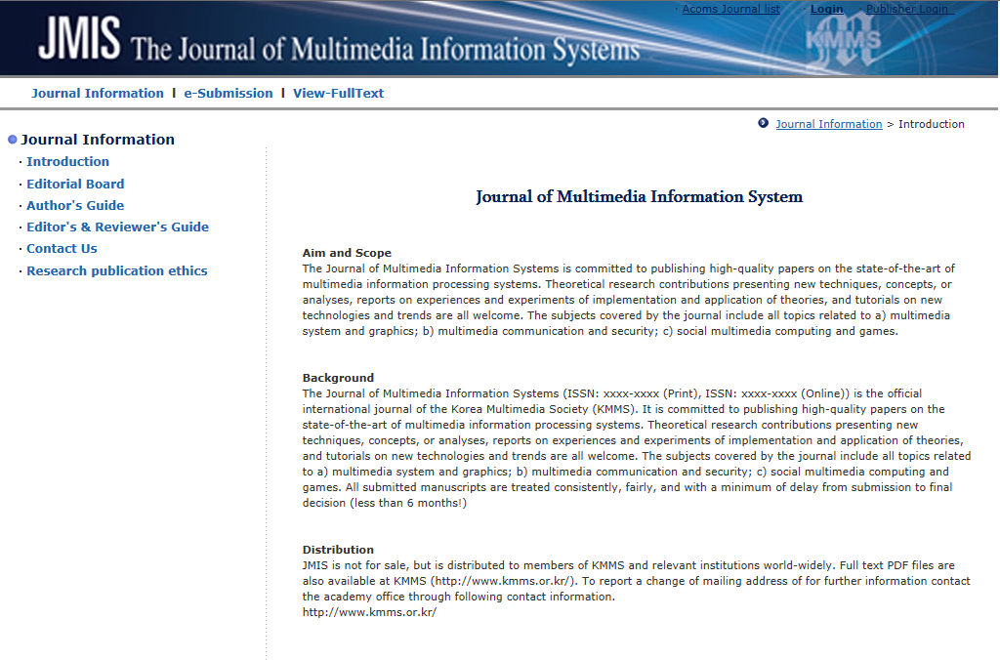 · Acoms Journal list · Login · Publisher Login
JMIS The Journal of Multimedia Information Systems
KMMS
Journal Information I e-Submission I View-FullText
Journal Information > Introduction
Journal Information
· Introduction
· Editorial Board
· Author's Guide
· Editor's & Reviewer's Guide
· Contact Us
· Research publication ethics
Journal of Multimedia Information System
Aim and Scope
The Journal of Multimedia Information Systems is committed to publishing high-quality papers on the state-of-the-art of
multimedia information processing systems. Theoretical research contributions presenting new techniques, concepts, or
analyses, reports on experiences and experiments of implementation and application of theories, and tutorials on new
technologies and trends are all welcome. The subjects covered by the journal include all topics related to a) multimedia
system and graphics; b) multimedia communication and security; c) social multimedia computing and games.
Background
The Journal of Multimedia Information Systems (ISSN: xxxx-xxxx (Print), ISSN: xxxx-xxxx (Online)) is the official
international journal of the Korea Multimedia Society (KMMS). It is committed to publishing high-quality papers on the
state-of-the-art of multimedia information processing systems. Theoretical research contributions presenting new
techniques, concepts, or analyses, reports on experiences and experiments of implementation and application of theories,
and tutorials on new technologies and trends are all welcome. The subjects covered by the journal include all topics related
to a) multimedia system and graphics; b) multimedia communication and security; c) social multimedia computing and
games. All submitted manuscripts are treated consistently, fairly, and with a minimum of delay from submission to final
decision (less than 6 months!)
Distribution
JMIS is not for sale, but is distributed to members of KMMS and relevant institutions world-widely. Full text PDF files are
also available at KMMS (http://www.kmms.or.kr/). To report a change of mailing address of for further information contact
the academy office through following contact information.
http://www.kmms.or.kr/